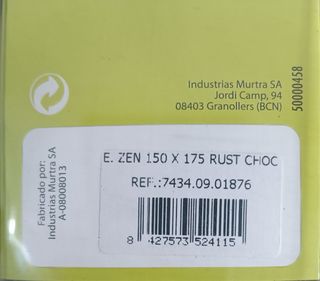 Industrias Murtra SA
Jordi Camp, 94
08403 Granollers (BCN)
50000458
Fabricado por:
Industrias Murtra SA
A-08008013
E. ZEN 150 X 175 RUST CHOC
REF.:7434.09.01876
8 427573 524115